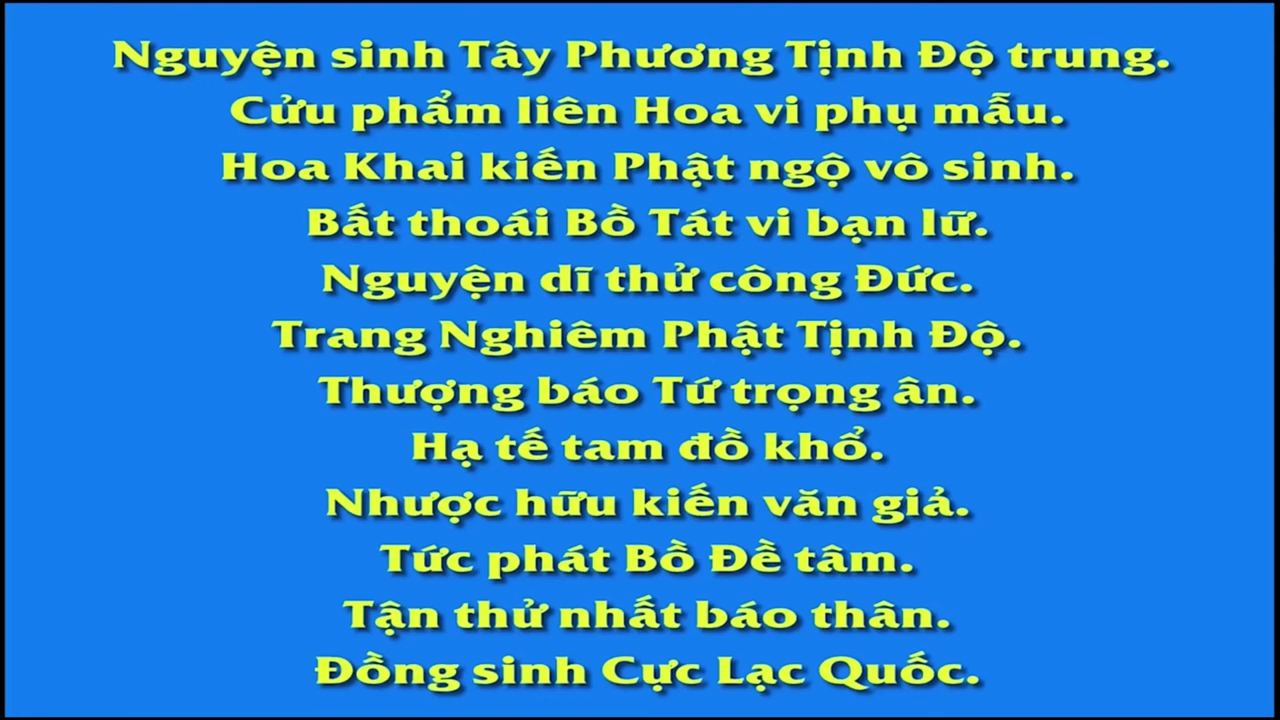 Nguyện sinh Tây Phương Tịnh Độ trung.
Cửu phẩm liên Hoa vi phụ mẫu.
Hoa Khai kiến Phật ngộ vô sinh.
Bất thoái Bồ Tát vi bạn lữ.
Nguyện dĩ thử công Đức.
Trang Nghiêm Phật Tịnh Độ.
Thượng báo Tứ trọng ân.
Hạ tế tam đồ khổ.
Nhược hữu kiến văn giả.
Tức phát Bồ Đề tâm.
Tận thử nhất báo thân.
Đồng sinh Cực Lạc Quốc.